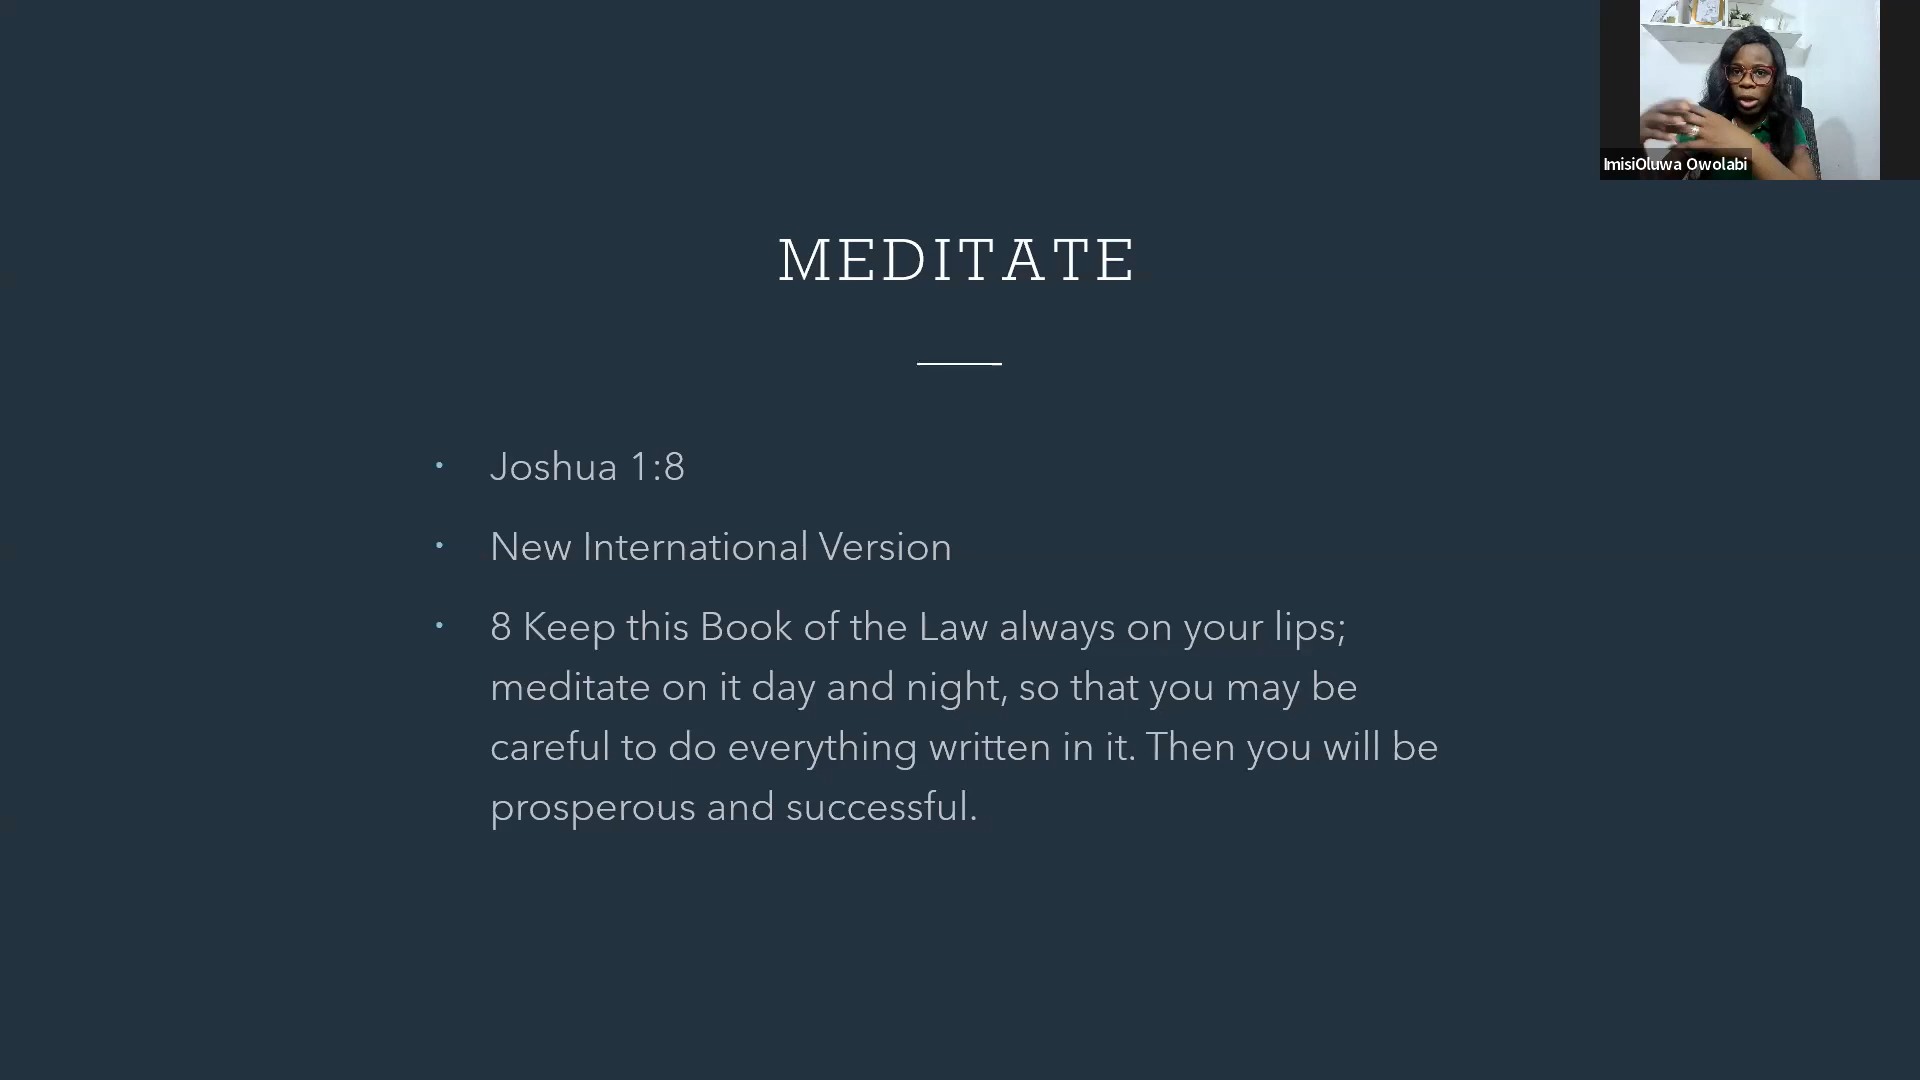 ImisiOluwa Owolabi
MEDITATE
Joshua 1:8
New International Version
8 Keep this Book of the Law always on your lips;
meditate on it day and night, so that you may be
careful to do everything written in it. Then you will be
prosperous and successful.